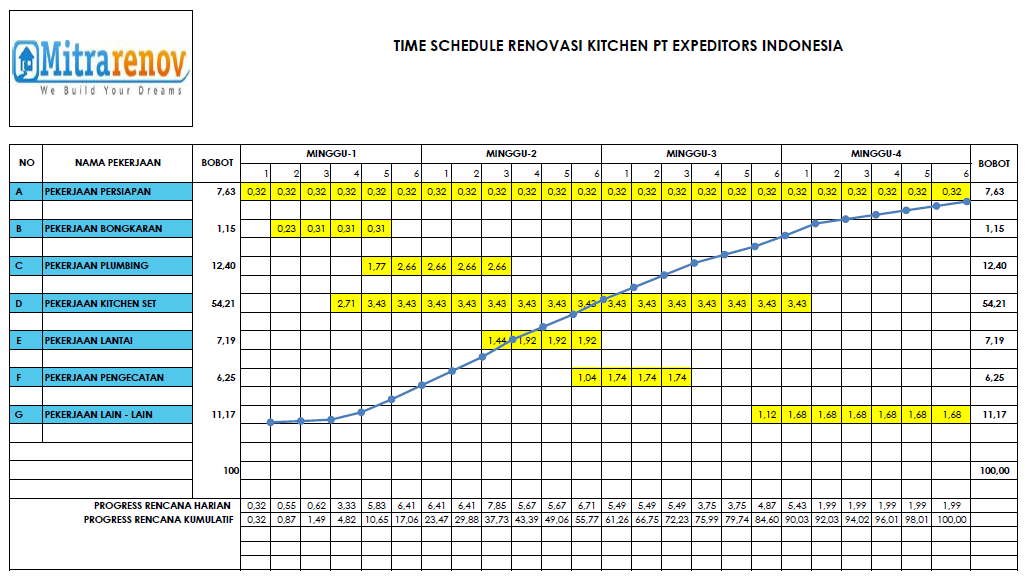 Mitrarenov
We Build Your Dreams
TIME SCHEDULE RENOVASI KITCHEN PT EXPEDITORS INDONESIA
NO NAMA PEKERJAAN BOBOT MINGGU-1 MINGGU-2 MINGGU-3 MINGGU-4 BOBOT
1 2 3 4 5 6 1 2 3 4 5 6 1 2 3 4 5 6 1 2 3 4 5 6
A PEKERJAAN PERSIAPAN 7,63 0,32 0,32 0,32 0,32 0,32 0,32 0,32 0,32 0,32 0,32 0,32 0,32 0,32 0,32 0,32 0,32 0,32 0,32 0,32 0,32 0,32 0,32 0,32 0,32 7,63
B PEKERJAAN BONGKARAN 1,15 0,23 0,31 0,31 0,31 1,15
C PEKERJAAN PLUMBING 12,40 1,77 2,66 2,66 2,66 2,66 12,40
D PEKERJAAN KITCHEN SET 54,21 2,71 3,43 3,43 3,43 3,43 3,43 3,43 3,43 3,43 3,43 3,43 3,43 3,43 3,43 3,43 3,43 54,21
E PEKERJAAN LANTAI 7,19 1,44 1,92 1,92 1,92 7,19
F PEKERJAAN PENGECATAN 6,25 1,04 1,74 1,74 1,74 6,25
G PEKERJAAN LAIN - LAIN 11,17 1,12 1,68 1,68 1,68 1,68 1,68 1,68 11,17
100 100,00
PROGRESS RENCANA HARIAN 0,32 0,55 0,62 3,33 5,83 6,41 6,41 6,41 7,85 5,67 5,67 6,71 5,49 5,49 5,49 3,75 3,75 4,87 5,43 1,99 1,99 1,99 1,99 1,99
PROGRESS RENCANA KUMULATIF 0,32 0,87 1,49 4,82 10,65 17,06 23,47 29,88 37,73 43,39 49,06 55,77 61,26 66,75 72,23 75,99 79,74 84,60 90,03 92,03 94,02 96,01 98,01 100,00